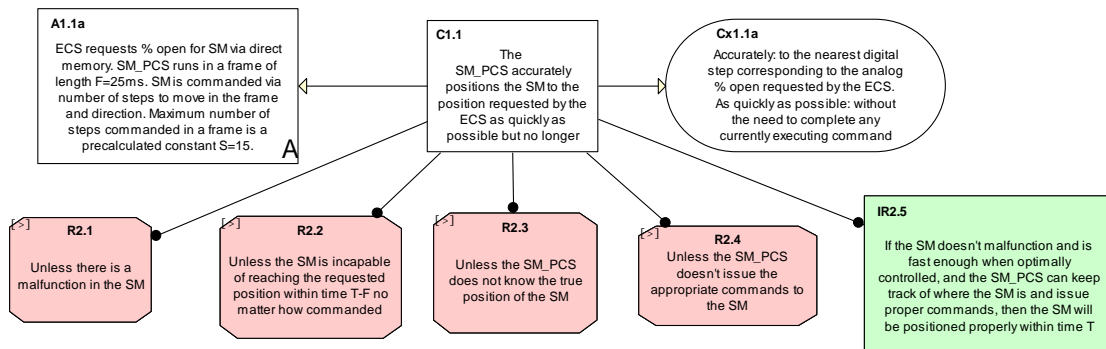 A1.1a
ECS requests % open for SM via direct
memory. SM_PCS runs in a frame of
length F=25ms. SM is commanded via
number of steps to move in the frame
and direction. Maximum number of
steps commanded in a frame is a
precalculated constant S=15.
A
C1.1
The
SM_PCS accurately
positions the SM to the
position requested by the
ECS as quickly as
possible but no longer
Cx1.1a
Accurately: to the nearest digital
step corresponding to the analog
% open requested by the ECS.
As quickly as possible: without
the need to complete any
currently executing command
[>]
R2.1
Unless there is a
malfunction in the SM
[>]
R2.2
Unless the SM is incapable
of reaching the requested
position within time T-F no
matter how commanded
[>]
R2.3
Unless the SM_PCS
does not know the true
position of the SM
[>]
R2.4
Unless the SM_PCS
doesn't issue the
appropriate commands to
the SM
IR2.5
If the SM doesn't malfunction and is
fast enough when optimally
controlled, and the SM_PCS can keep
track of where the SM is and issue
proper commands, then the SM will
be positioned properly within time T